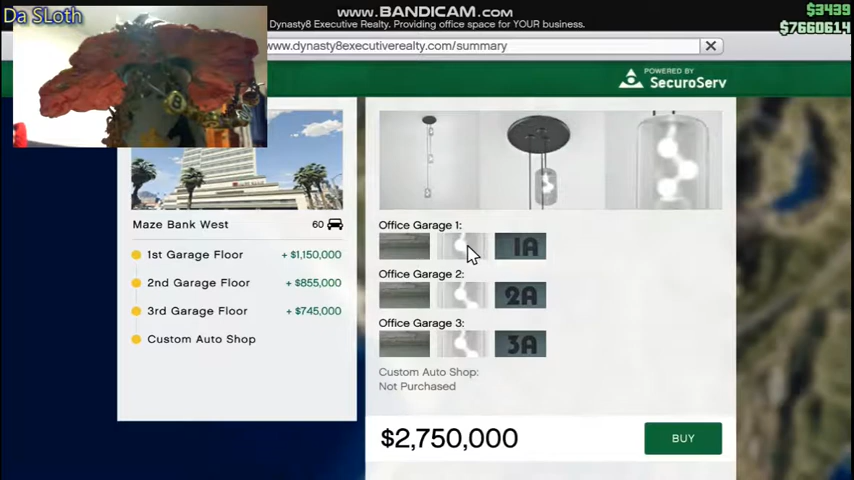 Da SLoth
www.BANDICAM.com
$3439
$7660614
Dynasty8 Executive Realty. Providing office space for YOUR business.
www.dynasty8executiverealty.com/summary
POWERED BY
SecuroServ
Maze Bank West 60
1st Garage Floor + $1,150,000
2nd Garage Floor + $855,000
3rd Garage Floor + $745,000
Custom Auto Shop
Office Garage 1:
1A
Office Garage 2:
2A
Office Garage 3:
3A
Custom Auto Shop:
Not Purchased
$2,750,000
BUY